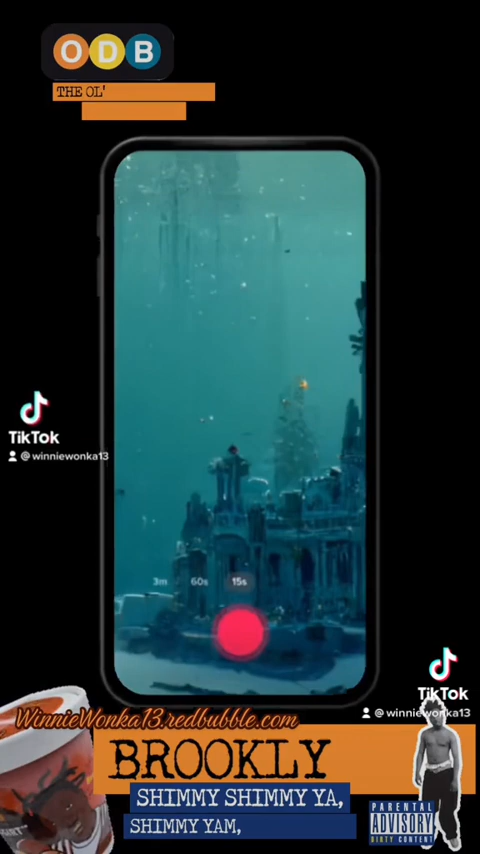 ODB
THE OL'
TikTok
@winniewonka13
3m 60s 15s
TikTok
@winniewonka13
WinnieWonka13.redbubble.com
BROOKLY
SHIMMY SHIMMY YA,
SHIMMY YAM,
PARENTAL
ADVISORY
DIRTY CONTENT